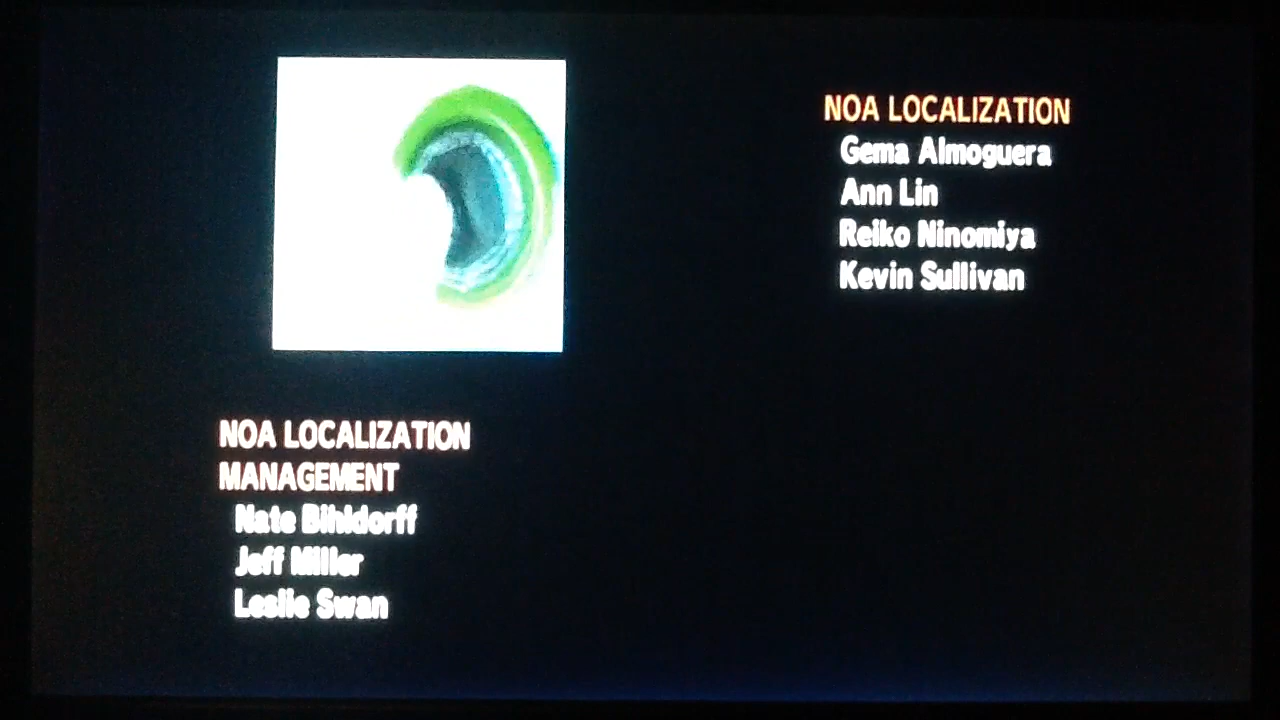 NOA LOCALIZATION
MANAGEMENT
Nate Bihldorff
Jeff Miller
Leslie Swan
NOA LOCALIZATION
Gema Almoguera
Ann Lin
Reiko Ninomiya
Kevin Sullivan